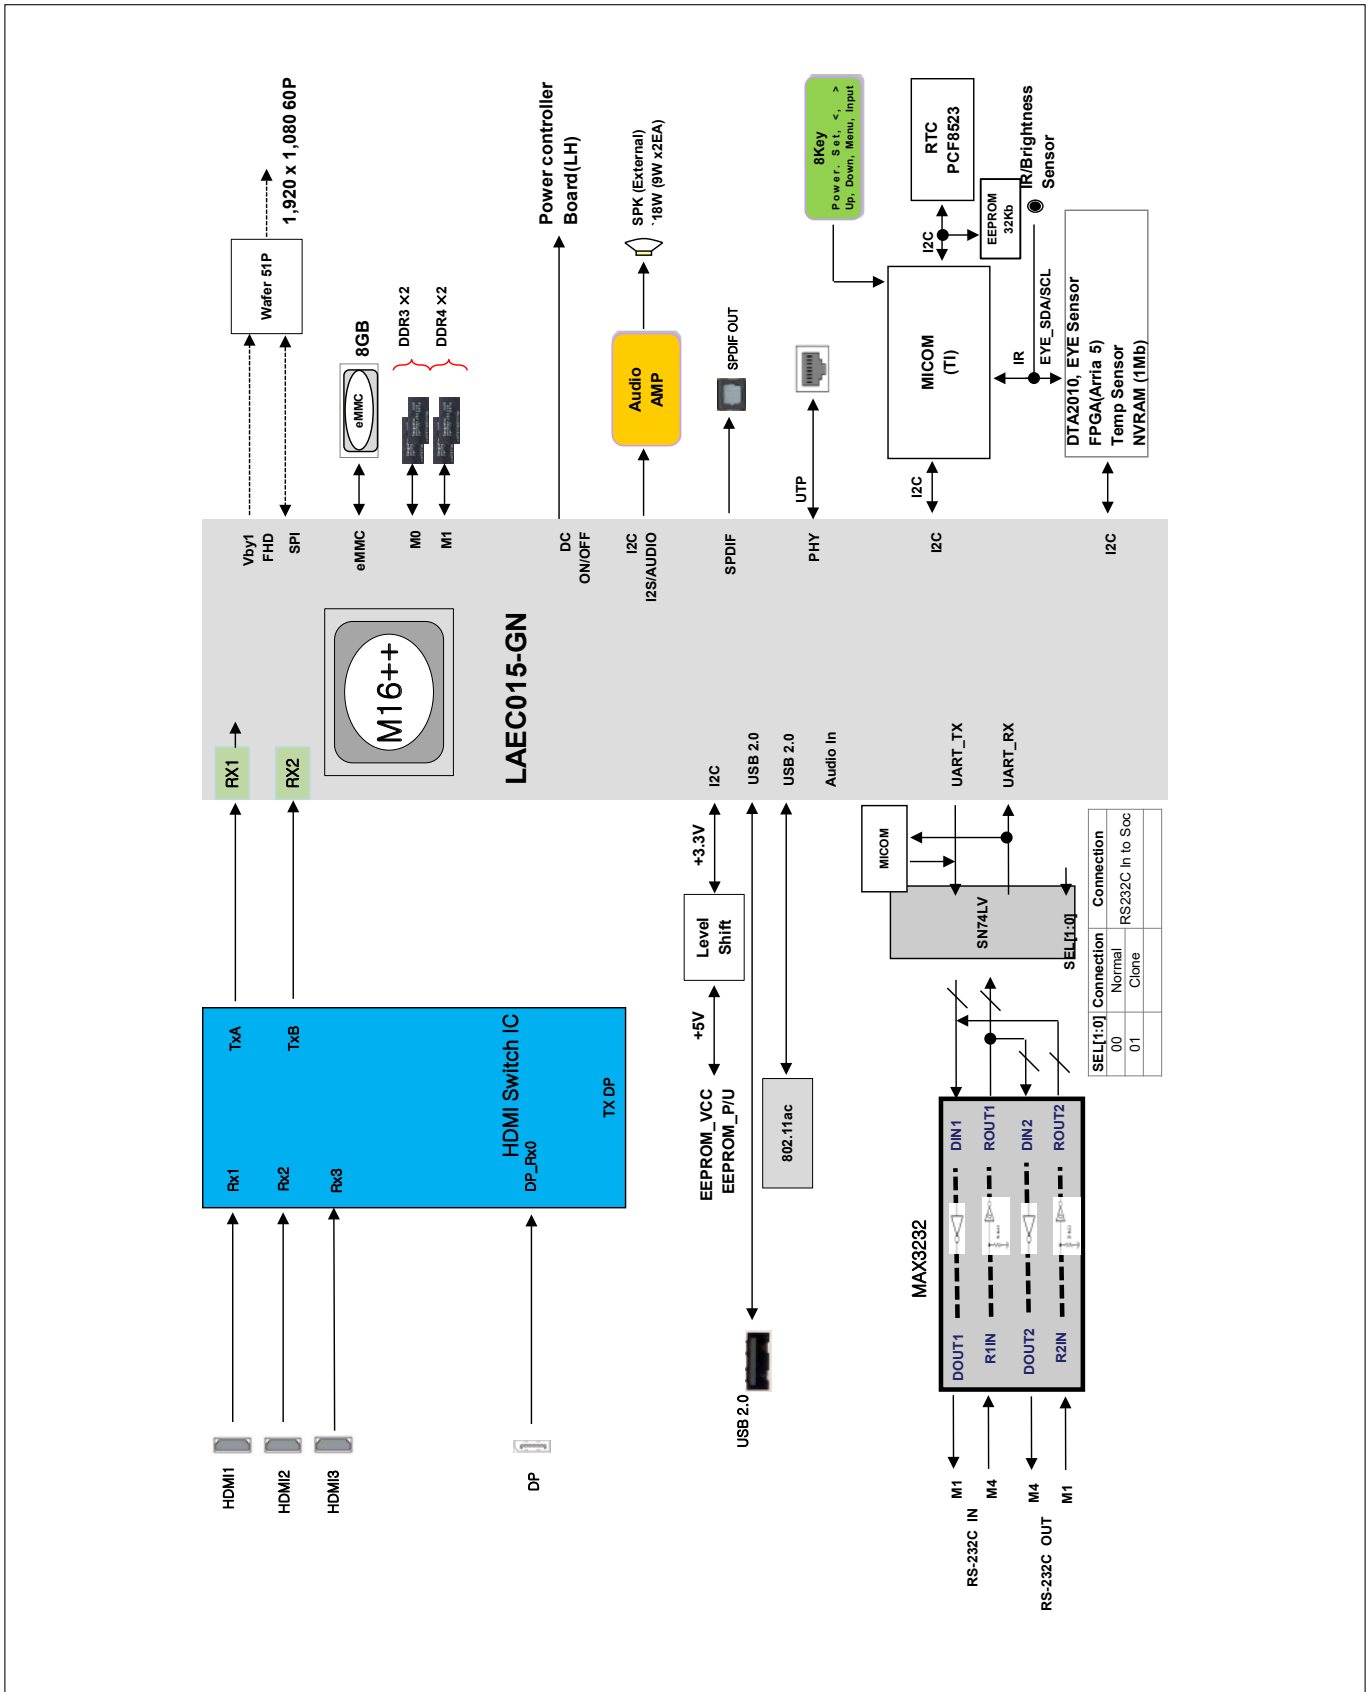 HDMI1
HDMI2
HDMI3
DP
USB 2.0
M1
M4
RS-232C IN
M4
M1
RS-232C OUT
Rx1
Rx2
Rx3
DP_Rx0
HDMI Switch IC
TxA
TxB
TX DP
EEPROM_VCC
EEPROM_P/U
+5V
Level
Shift
+3.3V
802.11ac
MAX3232
DOUT1
R1IN
DOUT2
R2IN
DIN1
ROUT1
DIN2
ROUT2
SN74LV
MICOM
SEL[1:0]
SEL[1:0] Connection Connection
00 Normal RS232C In to Soc
01 Clone
RX1
RX2
M16++
LAEC015-GN
I2C
USB 2.0
USB 2.0
Audio In
UART_TX
UART_RX
Vby1
FHD
SPI
eMMC
M0
M1
DC
ON/OFF
I2C
I2S/AUDIO
SPDIF
PHY
I2C
I2C
Wafer 51P
1,920 x 1,080 60P
eMMC
8GB
DDR3 X2
DDR4 X2
Power controller
Board(LH)
Audio
AMP
SPK (External)
`18W (9W x2EA)
SPDIF OUT
UTP
8Key
Power. Set, <, >
Up, Down, Menu, Input
I2C
MICOM
(TI)
I2C
RTC
PCF8523
EEPROM
32Kb
IR/Brightness
Sensor
IR
EYE_SDA/SCL
DTA2010, EYE Sensor
FPGA(Arria 5)
Temp Sensor
NVRAM (1Mb)